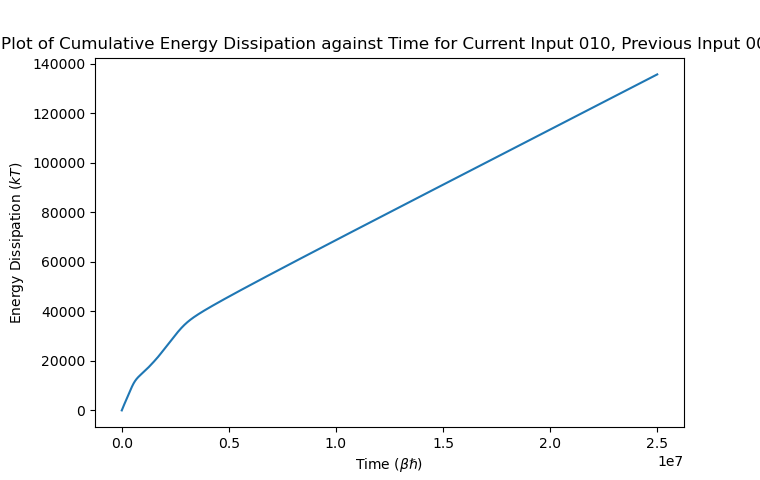 Plot of Cumulative Energy Dissipation against Time for Current Input 010, Previous Input 00
140000
120000
100000
80000
60000
40000
20000
0
Energy Dissipation (kT)
0.0 0.5 1.0 1.5 2.0 2.5
1e7
Time (βħ)